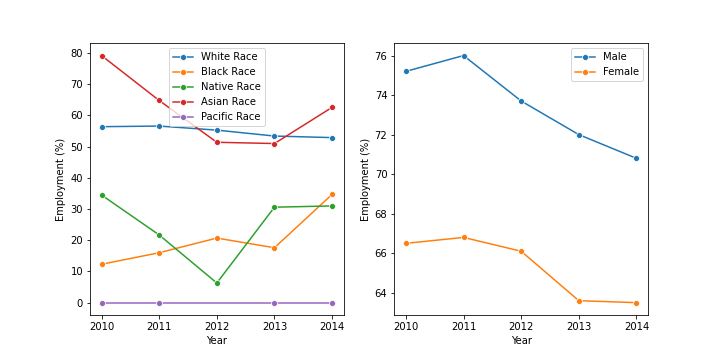 80
70
60
50
40
30
20
10
0
Employment (%)
White Race
Black Race
Native Race
Asian Race
Pacific Race
2010 2011 2012 2013 2014
Year
76
74
72
70
68
66
64
Employment (%)
Male
Female
2010 2011 2012 2013 2014
Year